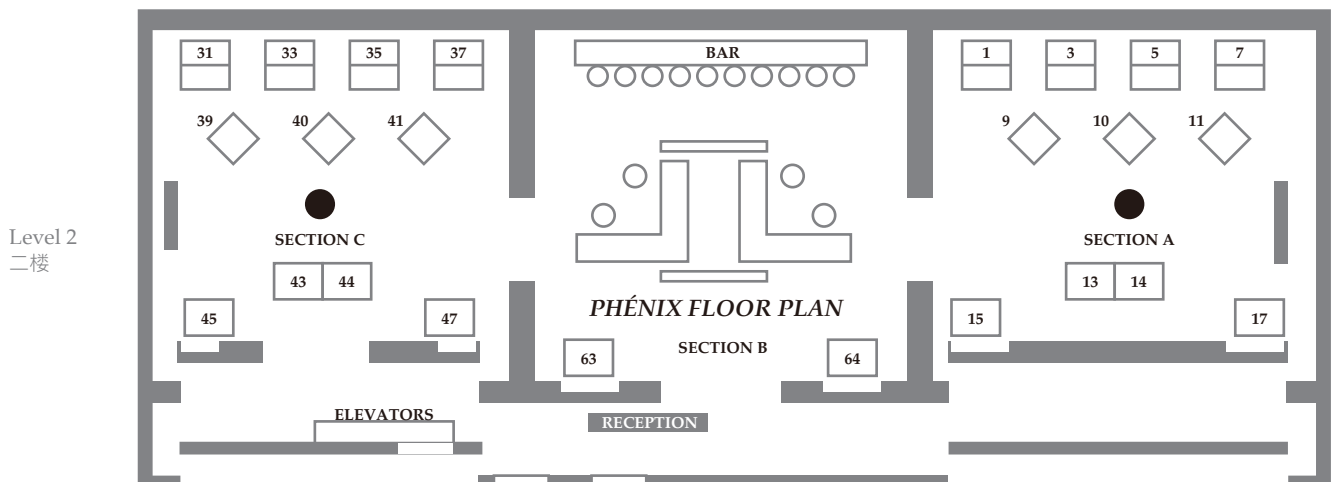 31 33 35 37
BAR
1 3 5 7
39 40 41
9 10 11
Level 2
二楼
SECTION C
SECTION A
43 44
13 14
45 47
PHÉNIX FLOOR PLAN
15 17
SECTION B
63 64
ELEVATORS
RECEPTION